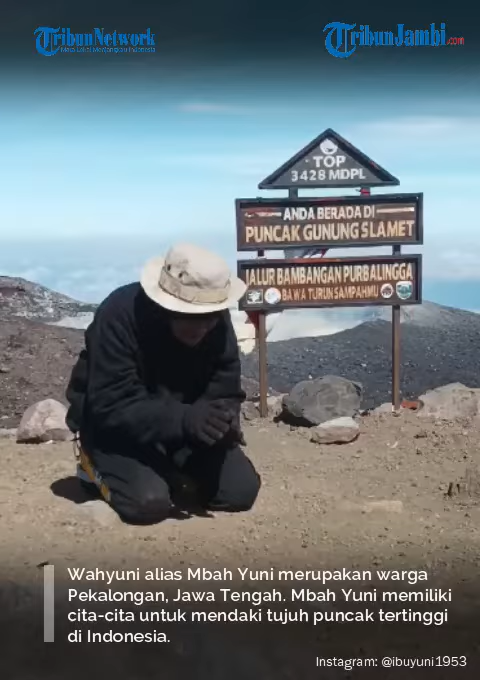 TribunNetwork
TribunJambi.com
TOP
3428 MDPL
ANDA BERADA DI
PUNCAK GUNUNG SLAMET
JALUR BAMBANGAN PURBALINGGA
BAWA TURUN SAMPAHMU
Wahyuni alias Mbah Yuni merupakan warga
Pekalongan, Jawa Tengah. Mbah Yuni memiliki
cita-cita untuk mendaki tujuh puncak tertinggi
di Indonesia.
Instagram: @ibuyuni1953